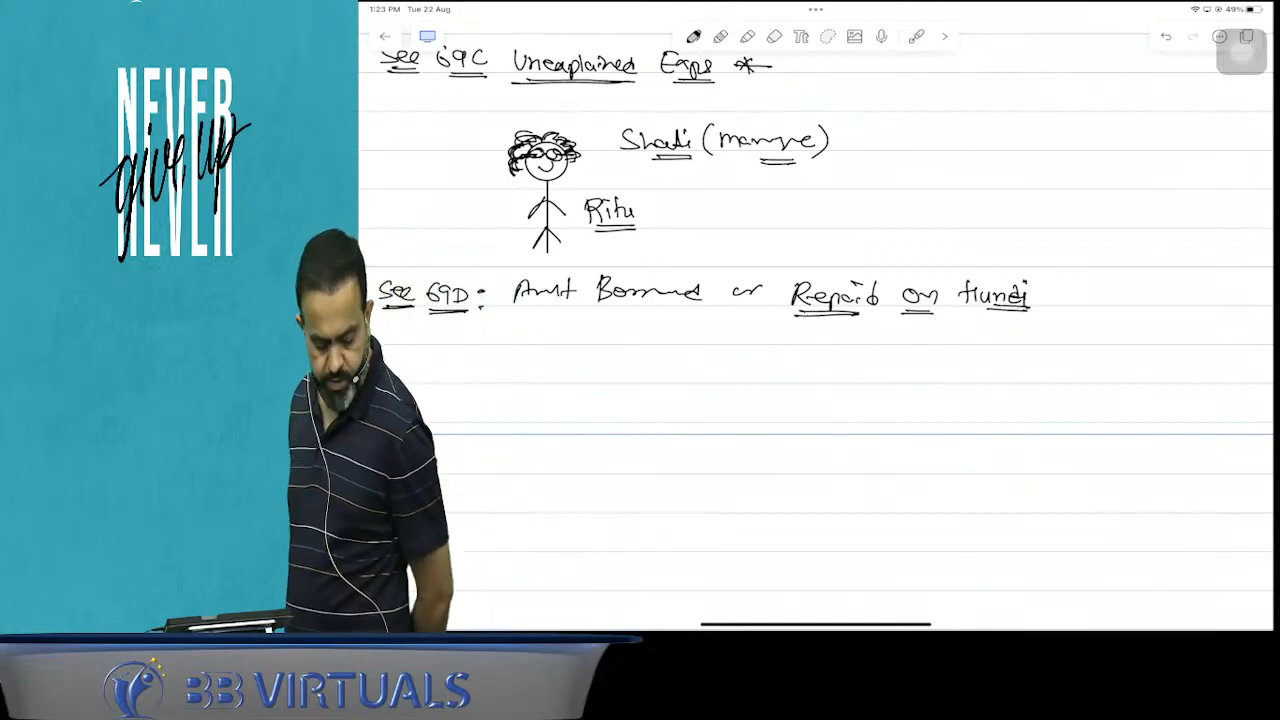 1:23 PM Tue 22 Aug
49%
NEVER
give up
NEVER
Sec 69C Unexplained Exps
Shadi (marriage)
Ritu
Sec 69D: Amt Borrowed or Repaid on Hundi
BB VIRTUALS